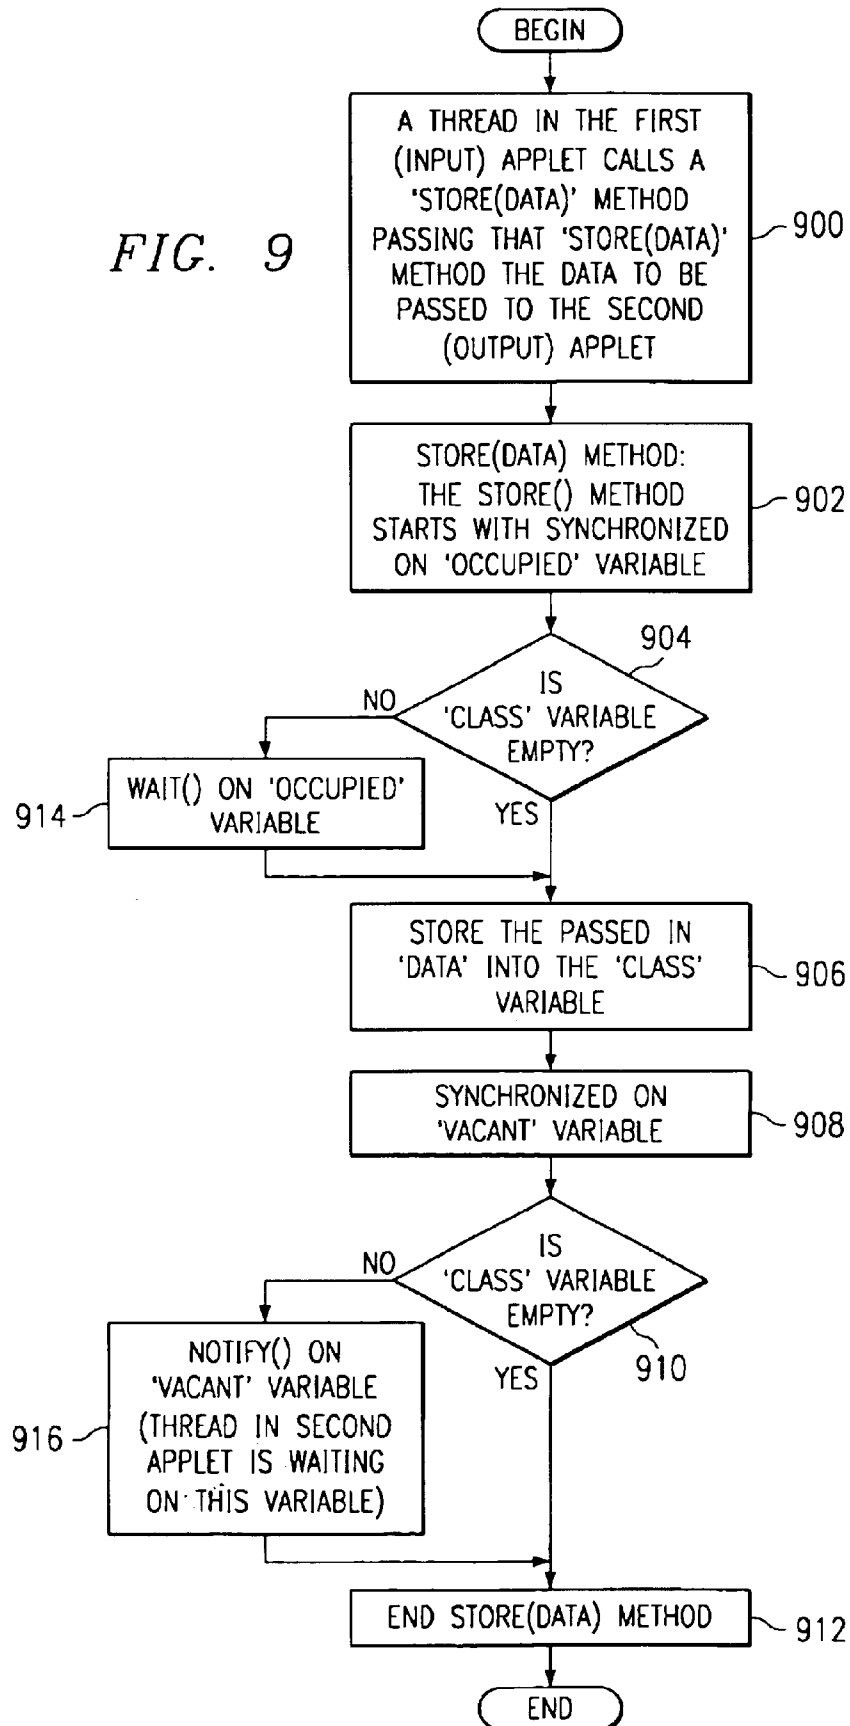 BEGIN
A THREAD IN THE FIRST
(INPUT) APPLET CALLS A
'STORE(DATA)' METHOD
PASSING THAT 'STORE(DATA)'
METHOD THE DATA TO BE
PASSED TO THE SECOND
(OUTPUT) APPLET
900
FIG. 9
STORE(DATA) METHOD:
THE STORE() METHOD
STARTS WITH SYNCHRONIZED
ON 'OCCUPIED' VARIABLE
902
904
IS
'CLASS' VARIABLE
EMPTY?
NO
YES
WAIT() ON 'OCCUPIED'
VARIABLE
914
STORE THE PASSED IN
'DATA' INTO THE 'CLASS'
VARIABLE
906
SYNCHRONIZED ON
'VACANT' VARIABLE
908
IS
'CLASS' VARIABLE
EMPTY?
NO
YES
910
NOTIFY() ON
'VACANT' VARIABLE
(THREAD IN SECOND
APPLET IS WAITING
ON THIS VARIABLE)
916
END STORE(DATA) METHOD
912
END